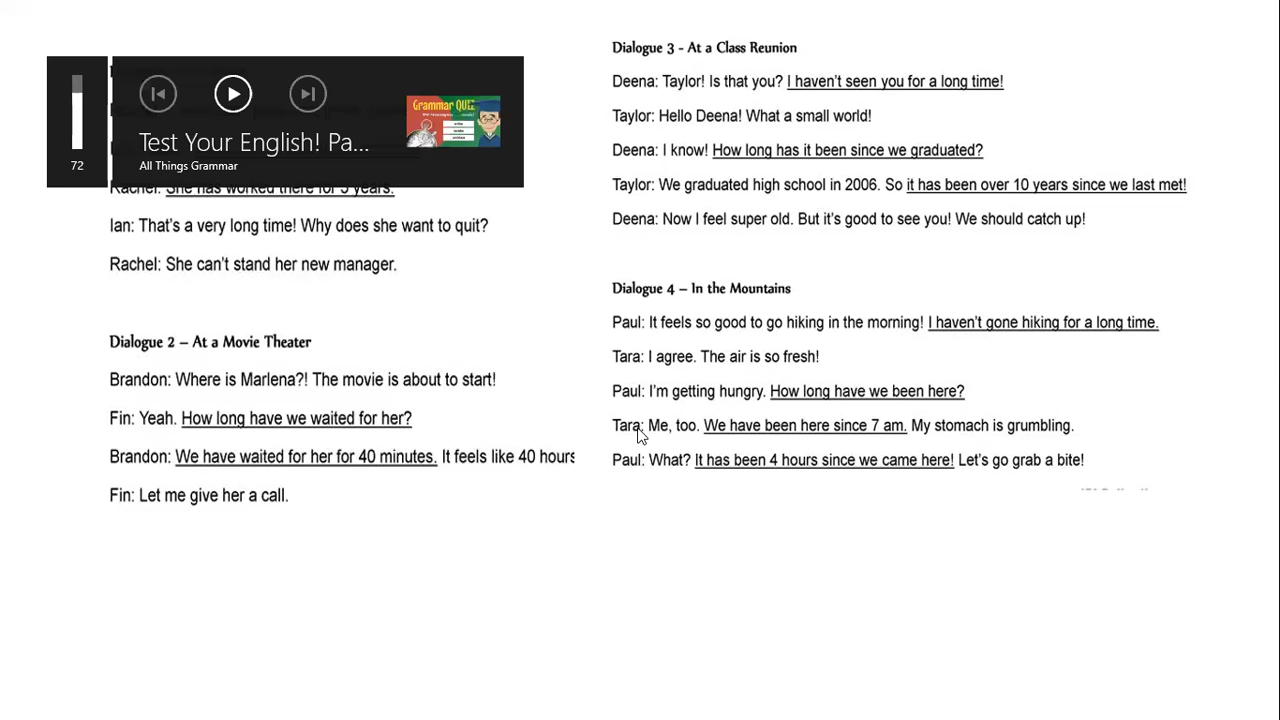 72
Test Your English! Pa...
All Things Grammar
Grammar QUIZ
Rachel: She has worked there for 5 years.
Ian: That's a very long time! Why does she want to quit?
Rachel: She can't stand her new manager.
Dialogue 2 – At a Movie Theater
Brandon: Where is Marlena?! The movie is about to start!
Fin: Yeah. How long have we waited for her?
Brandon: We have waited for her for 40 minutes. It feels like 40 hours
Fin: Let me give her a call.
Dialogue 3 - At a Class Reunion
Deena: Taylor! Is that you? I haven't seen you for a long time!
Taylor: Hello Deena! What a small world!
Deena: I know! How long has it been since we graduated?
Taylor: We graduated high school in 2006. So it has been over 10 years since we last met!
Deena: Now I feel super old. But it's good to see you! We should catch up!
Dialogue 4 – In the Mountains
Paul: It feels so good to go hiking in the morning! I haven't gone hiking for a long time.
Tara: I agree. The air is so fresh!
Paul: I'm getting hungry. How long have we been here?
Tara: Me, too. We have been here since 7 am. My stomach is grumbling.
Paul: What? It has been 4 hours since we came here! Let's go grab a bite!